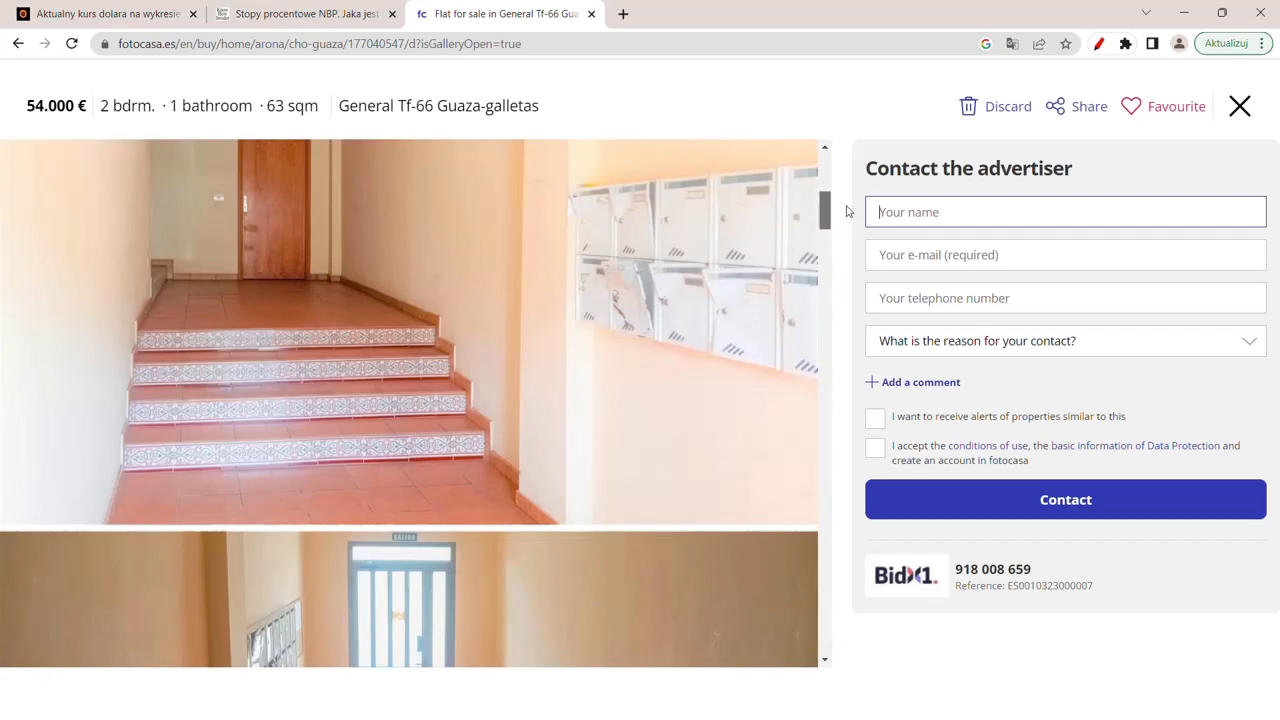 Aktualny kurs dolara na wykresie
Stopy procentowe NBP. Jaka jest
fc Flat for sale in General Tf-66 Gua
fotocasa.es/en/buy/home/arona/cho-guaza/177040547/d?isGalleryOpen=true
Aktualizuj
54.000 € 2 bdrm. · 1 bathroom · 63 sqm General Tf-66 Guaza-galletas
Discard Share Favourite
Contact the advertiser
Your name
Your e-mail (required)
Your telephone number
What is the reason for your contact?
Add a comment
I want to receive alerts of properties similar to this
I accept the conditions of use, the basic information of Data Protection and
create an account in fotocasa
Contact
BidX1.
918 008 659
Reference: ES0010323000007
SALIDA